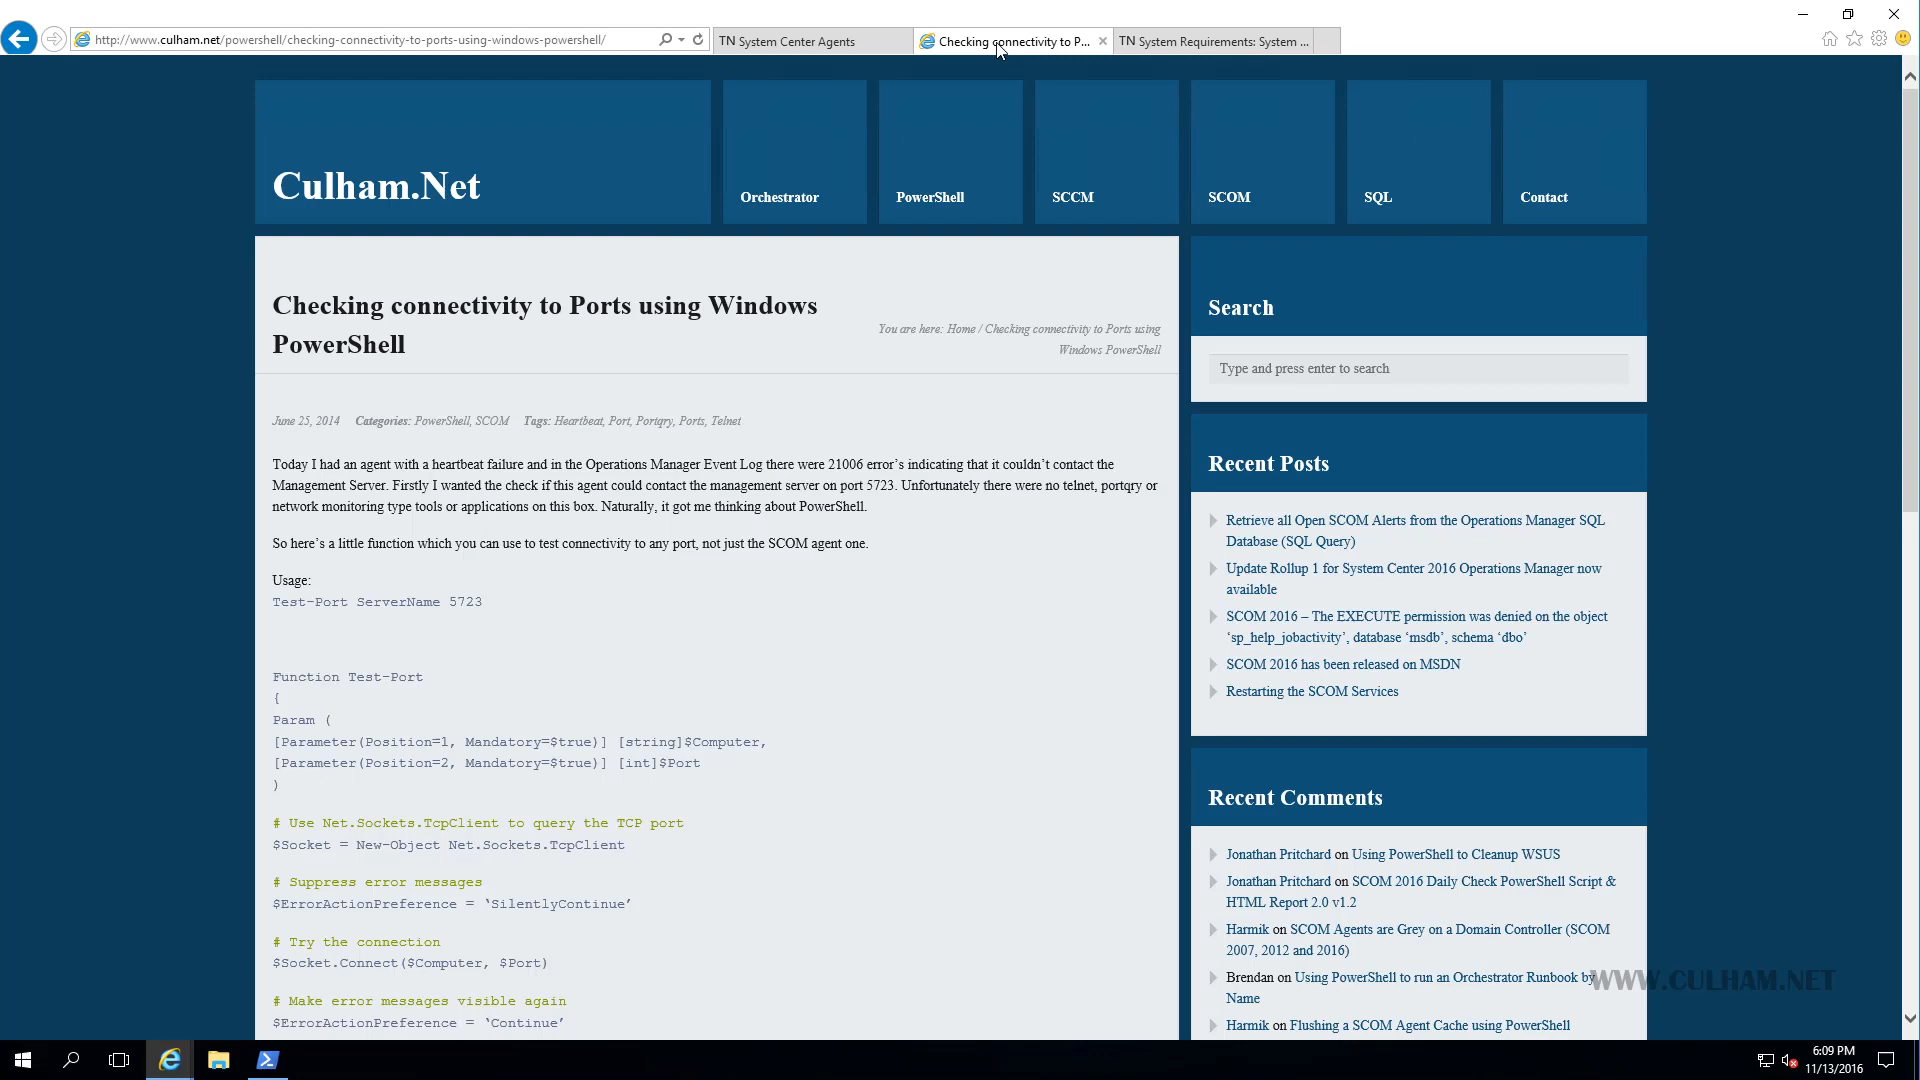 http://www.culham.net/powershell/checking-connectivity-to-ports-using-windows-powershell/
TN System Center Agents
Checking connectivity to P...
TN System Requirements: System ...
Culham.Net
Orchestrator
PowerShell
SCCM
SCOM
SQL
Contact
Checking connectivity to Ports using Windows
PowerShell
You are here: Home / Checking connectivity to Ports using
Windows PowerShell
June 25, 2014 Categories: PowerShell, SCOM Tags: Heartbeat, Port, Portqry, Ports, Telnet
Today I had an agent with a heartbeat failure and in the Operations Manager Event Log there were 21006 error’s indicating that it couldn’t contact the
Management Server. Firstly I wanted the check if this agent could contact the management server on port 5723. Unfortunately there were no telnet, portqry or
network monitoring type tools or applications on this box. Naturally, it got me thinking about PowerShell.
So here’s a little function which you can use to test connectivity to any port, not just the SCOM agent one.
Usage:
Test-Port ServerName 5723
Function Test-Port
{
Param (
[Parameter(Position=1, Mandatory=$true)] [string]$Computer,
[Parameter(Position=2, Mandatory=$true)] [int]$Port
)
# Use Net.Sockets.TcpClient to query the TCP port
$Socket = New-Object Net.Sockets.TcpClient
# Suppress error messages
$ErrorActionPreference = ‘SilentlyContinue’
# Try the connection
$Socket.Connect($Computer, $Port)
# Make error messages visible again
$ErrorActionPreference = ‘Continue’
Search
Type and press enter to search
Recent Posts
Retrieve all Open SCOM Alerts from the Operations Manager SQL
Database (SQL Query)
Update Rollup 1 for System Center 2016 Operations Manager now
available
SCOM 2016 – The EXECUTE permission was denied on the object
‘sp_help_jobactivity’, database ‘msdb’, schema ‘dbo’
SCOM 2016 has been released on MSDN
Restarting the SCOM Services
Recent Comments
Jonathan Pritchard on Using PowerShell to Cleanup WSUS
Jonathan Pritchard on SCOM 2016 Daily Check PowerShell Script &
HTML Report 2.0 v1.2
Harmik on SCOM Agents are Grey on a Domain Controller (SCOM
2007, 2012 and 2016)
Brendan on Using PowerShell to run an Orchestrator Runbook by
Name
Harmik on Flushing a SCOM Agent Cache using PowerShell
WWW.CULHAM.NET
6:09 PM
11/13/2016